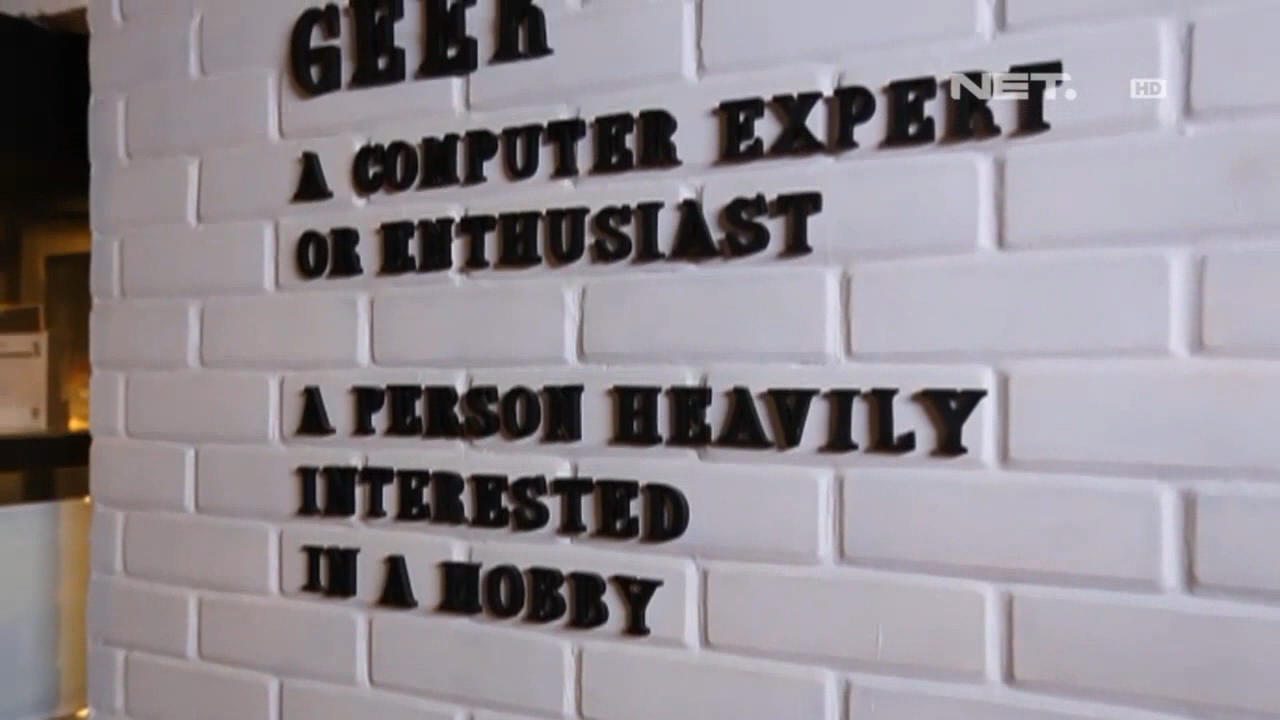 GEEK
A COMPUTER EXPERT
OR ENTHUSIAST
A PERSON HEAVILY
INTERESTED
IN A HOBBY
NET.
HD